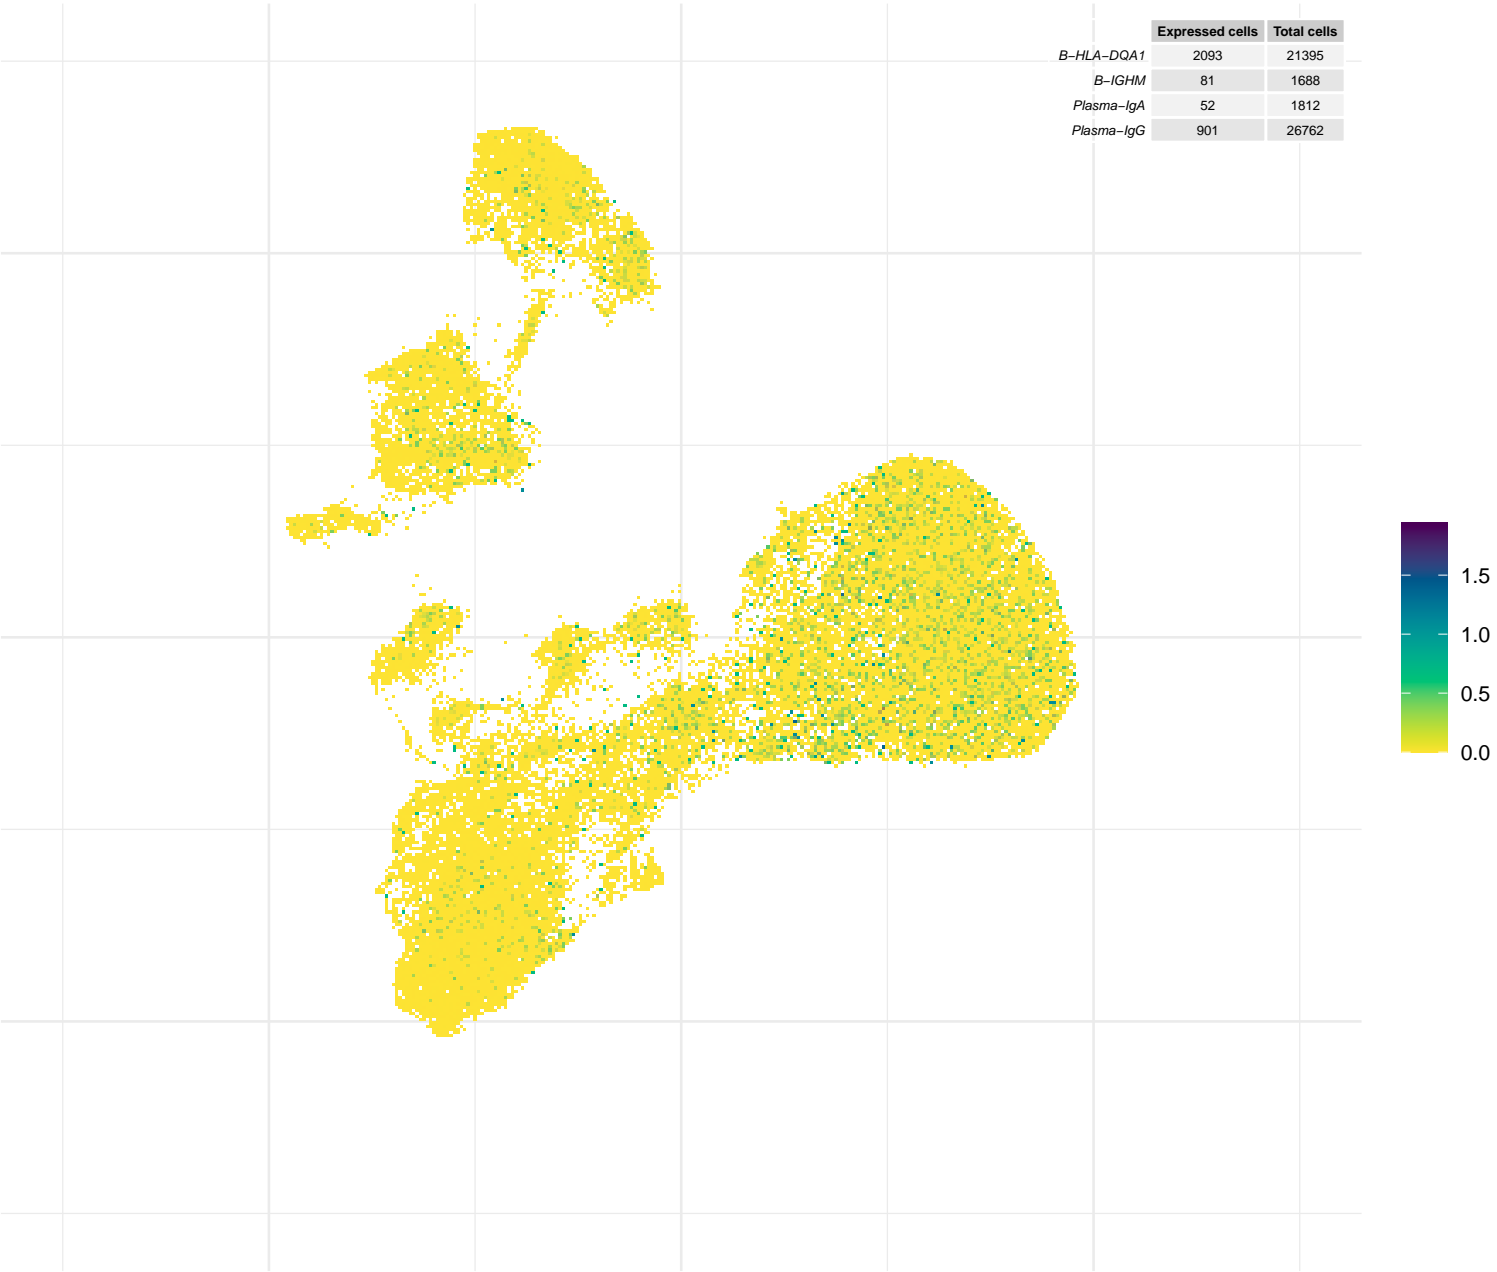 Expressed cells Total cells
B−HLA−DQA1 2093 21395
B−IGHM 81 1688
Plasma−IgA 52 1812
Plasma−IgG 901 26762
1.5
1.0
0.5
0.0